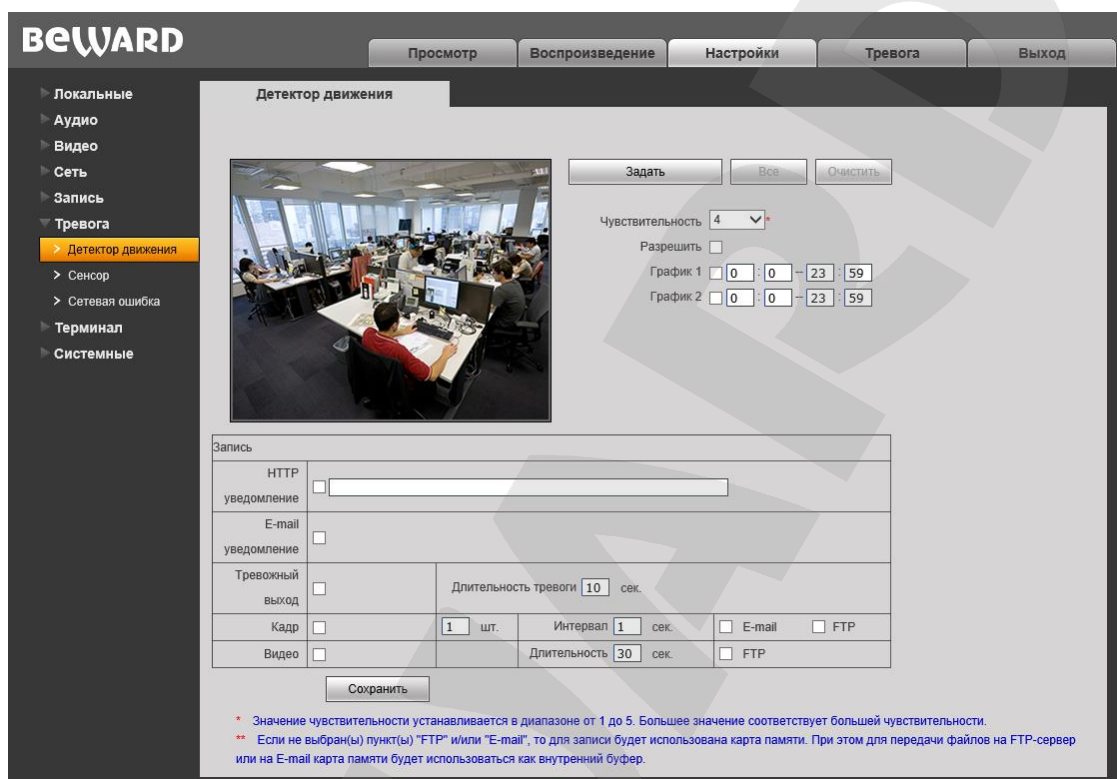 BEWARD
Просмотр Воспроизведение Настройки Тревога Выход
Локальные
Аудио
Видео
Сеть
Запись
Тревога
> Детектор движения
> Сенсор
> Сетевая ошибка
Терминал
Системные
Детектор движения
Задать Все Очистить
Чувствительность 4 *
Разрешить
График 1 0 : 0 – 23 : 59
График 2 0 : 0 – 23 : 59
Запись
HTTP
уведомление
E-mail
уведомление
Тревожный
выход
Длительность тревоги 10 сек.
Кадр 1 шт. Интервал 1 сек. E-mail FTP
Видео Длительность 30 сек. FTP
Сохранить
* Значение чувствительности устанавливается в диапазоне от 1 до 5. Большее значение соответствует большей чувствительности.
** Если не выбран(ы) пункт(ы) "FTP" и/или "E-mail", то для записи будет использована карта памяти. При этом для передачи файлов на FTP-сервер
или на E-mail карта памяти будет использоваться как внутренний буфер.